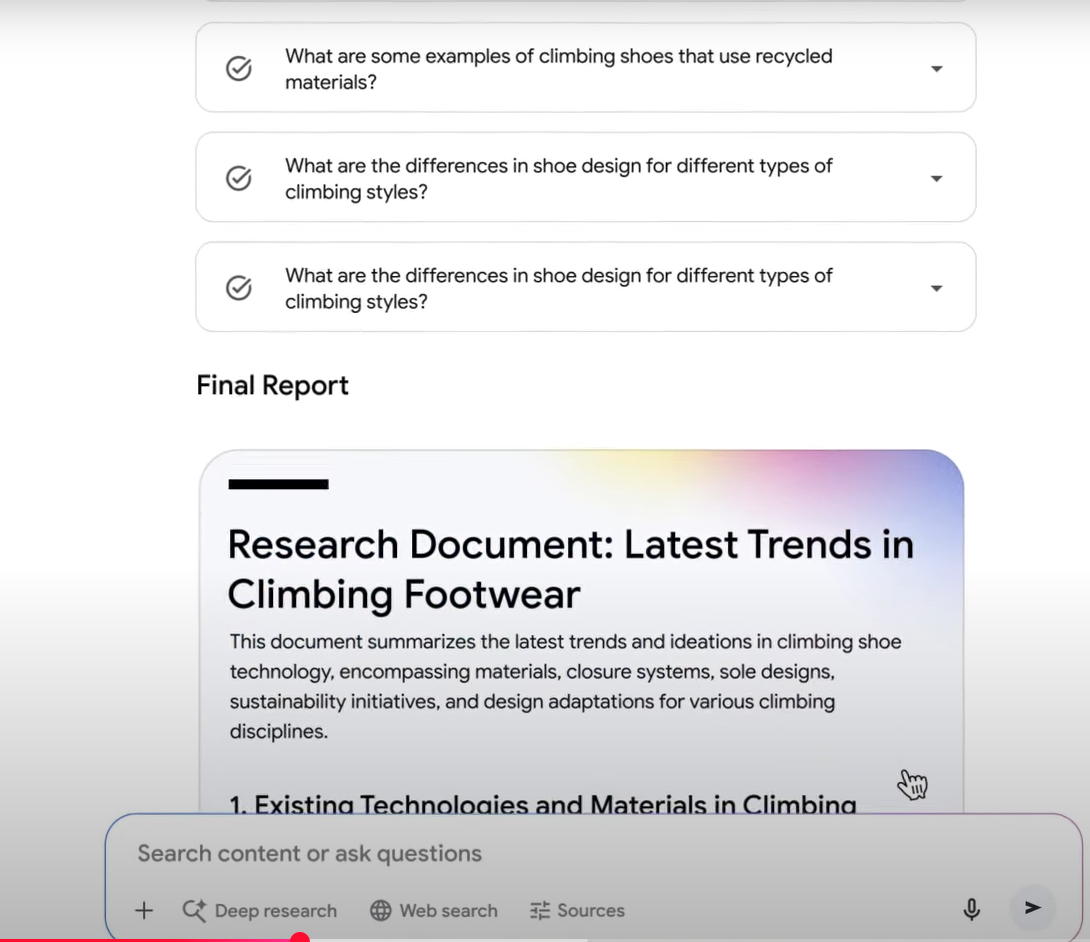 What are some examples of climbing shoes that use recycled
materials?
What are the differences in shoe design for different types of
climbing styles?
What are the differences in shoe design for different types of
climbing styles?
Final Report
Research Document: Latest Trends in
Climbing Footwear
This document summarizes the latest trends and ideations in climbing shoe
technology, encompassing materials, closure systems, sole designs,
sustainability initiatives, and design adaptations for various climbing
disciplines.
1. Existing Technologies and Materials in Climbing
Search content or ask questions
Deep research Web search Sources